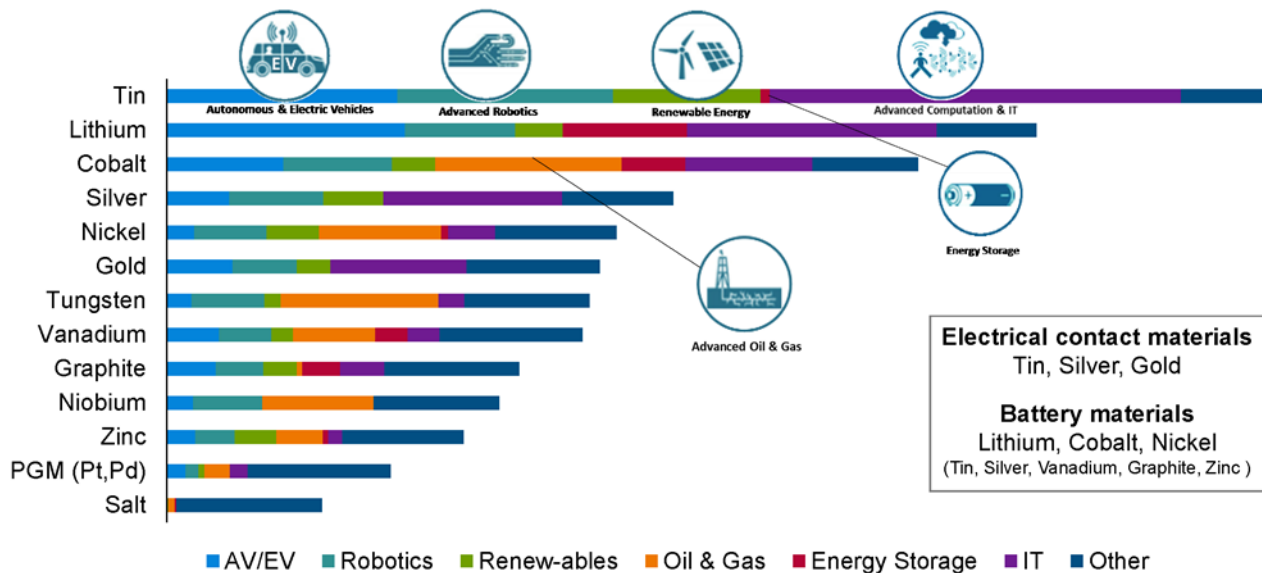 EV
Tin
Autonomous & Electric Vehicles
Advanced Robotics
Renewable Energy
Advanced Computation & IT
Lithium
Cobalt
Silver
Nickel
Energy Storage
Gold
Tungsten
Vanadium
Advanced Oil & Gas
Graphite
Niobium
Zinc
PGM (Pt,Pd)
Salt
Electrical contact materials
Tin, Silver, Gold
Battery materials
Lithium, Cobalt, Nickel
(Tin, Silver, Vanadium, Graphite, Zinc )
AV/EV Robotics Renew-ables Oil & Gas Energy Storage IT Other